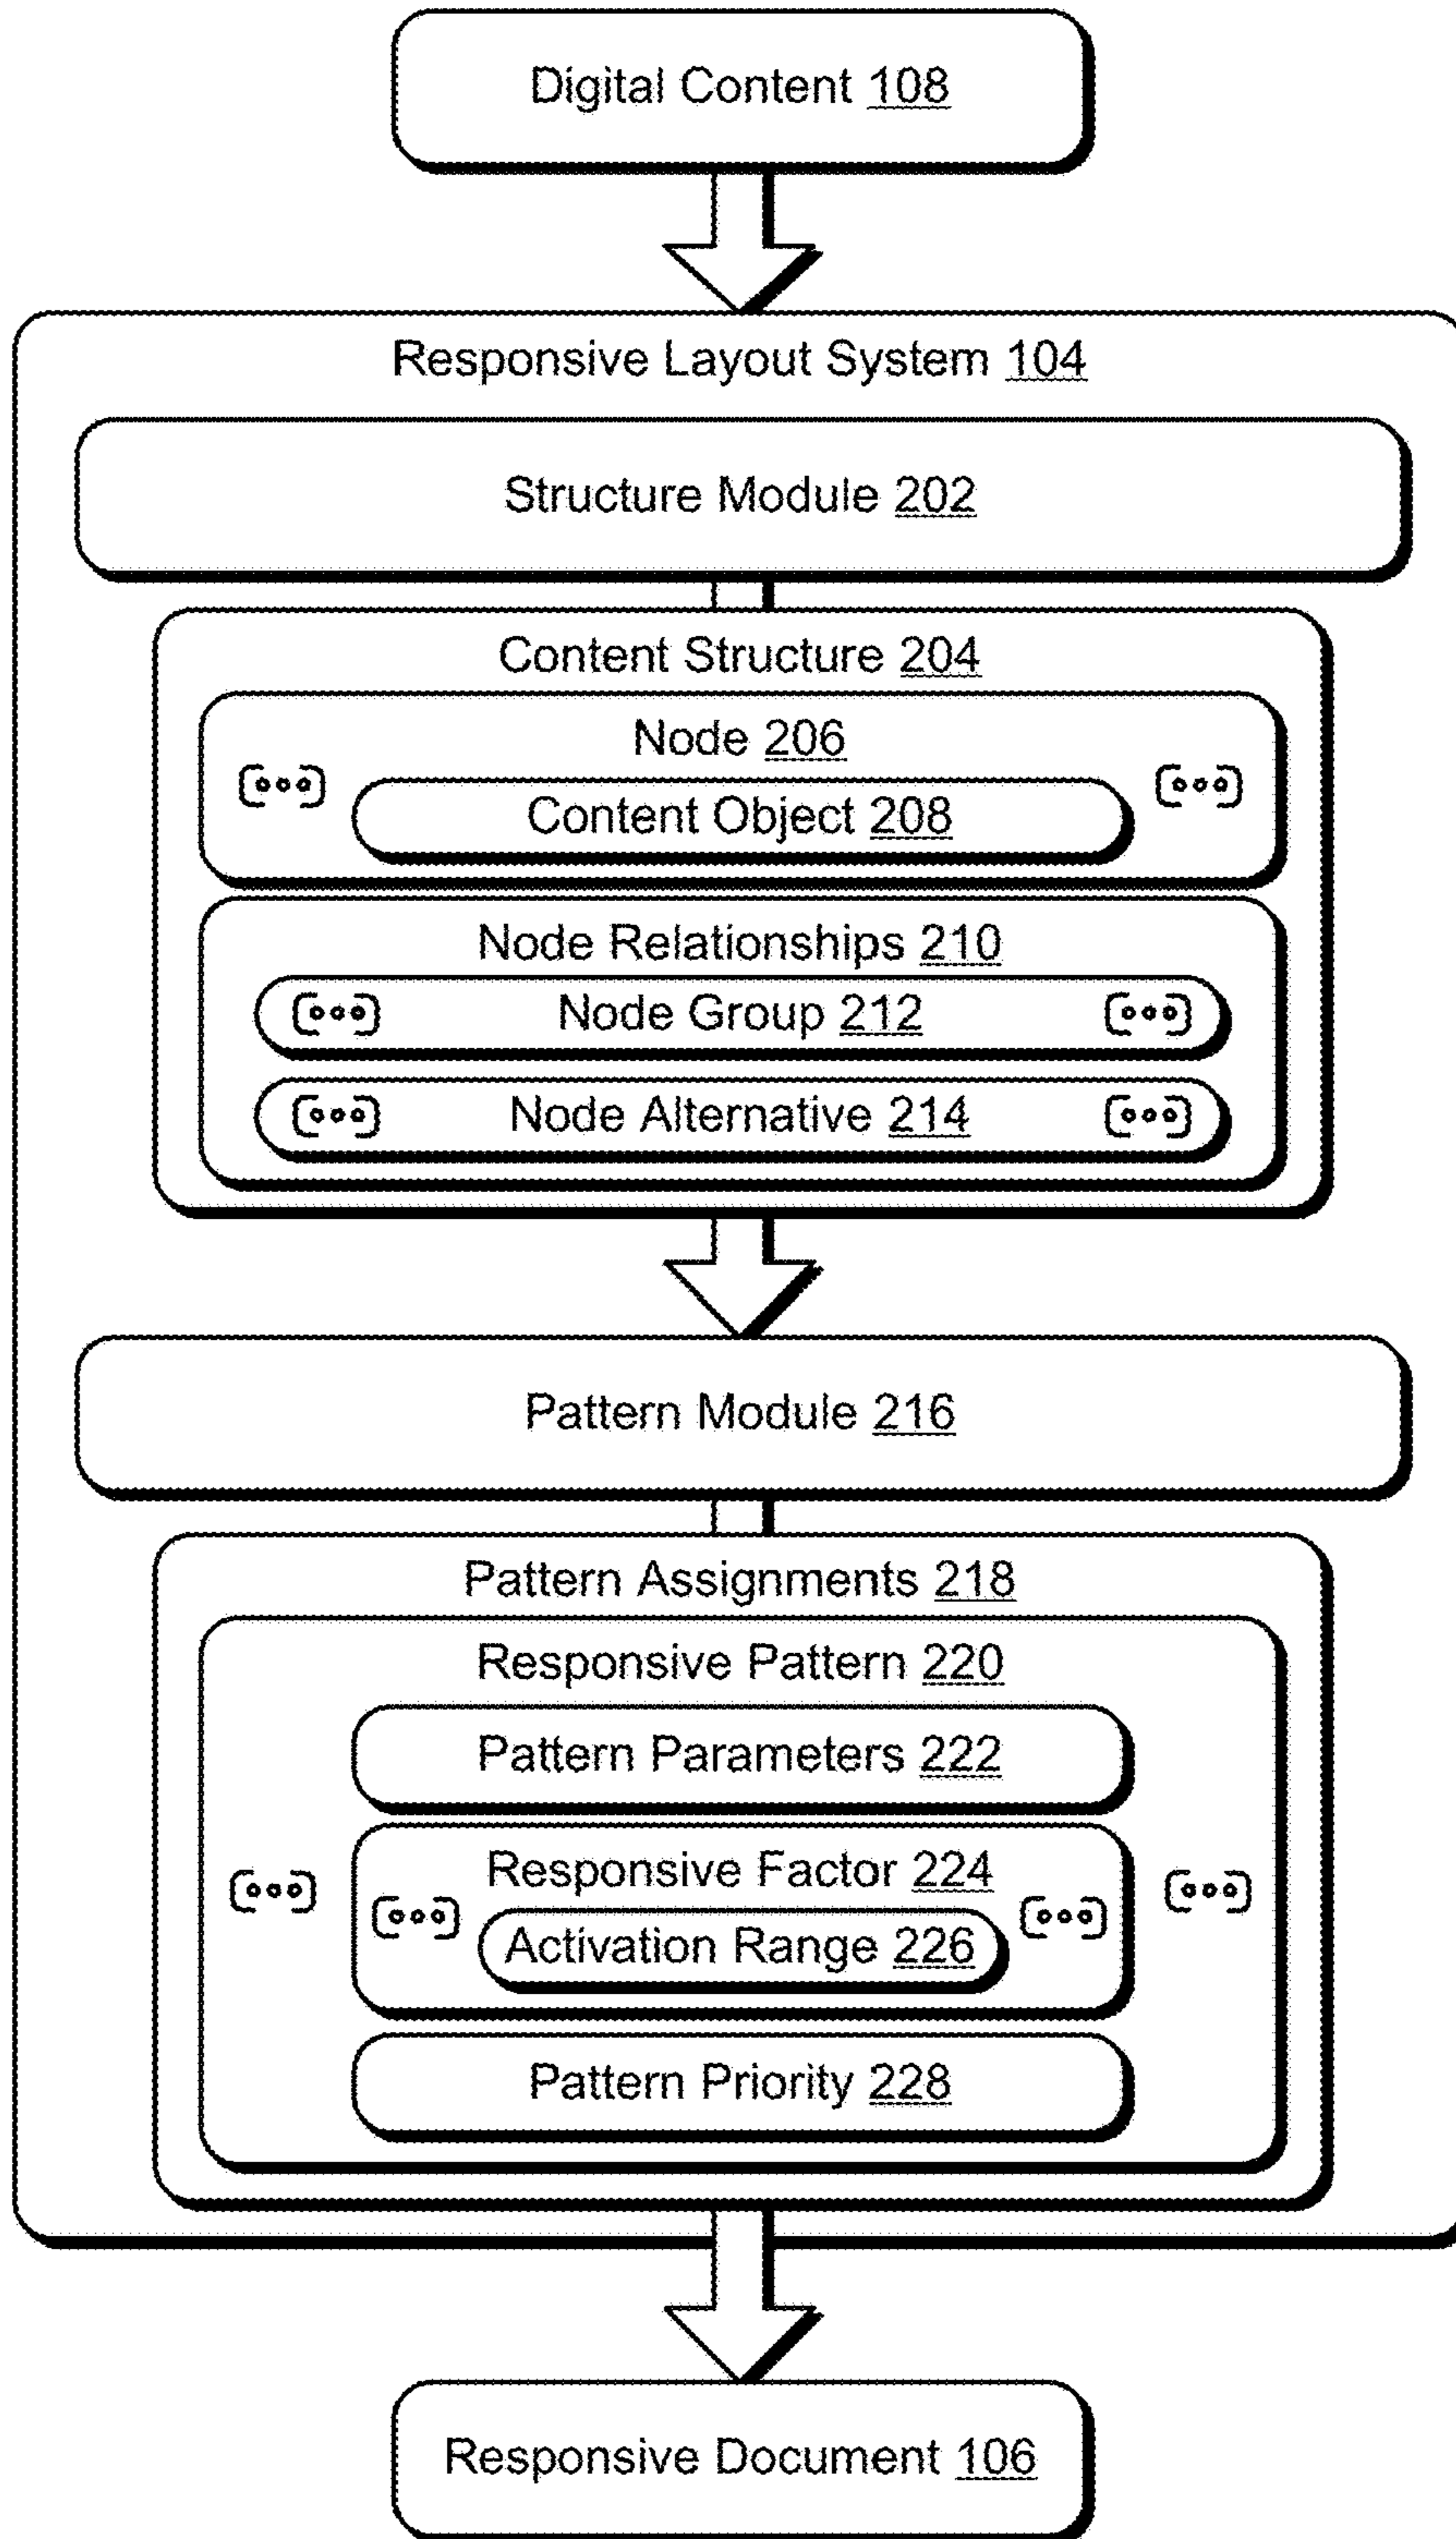 Digital Content 108
Responsive Layout System 104
Structure Module 202
Content Structure 204
Node 206
Content Object 208
Node Relationships 210
Node Group 212
Node Alternative 214
Pattern Module 216
Pattern Assignments 218
Responsive Pattern 220
Pattern Parameters 222
Responsive Factor 224
Activation Range 226
Pattern Priority 228
Responsive Document 106